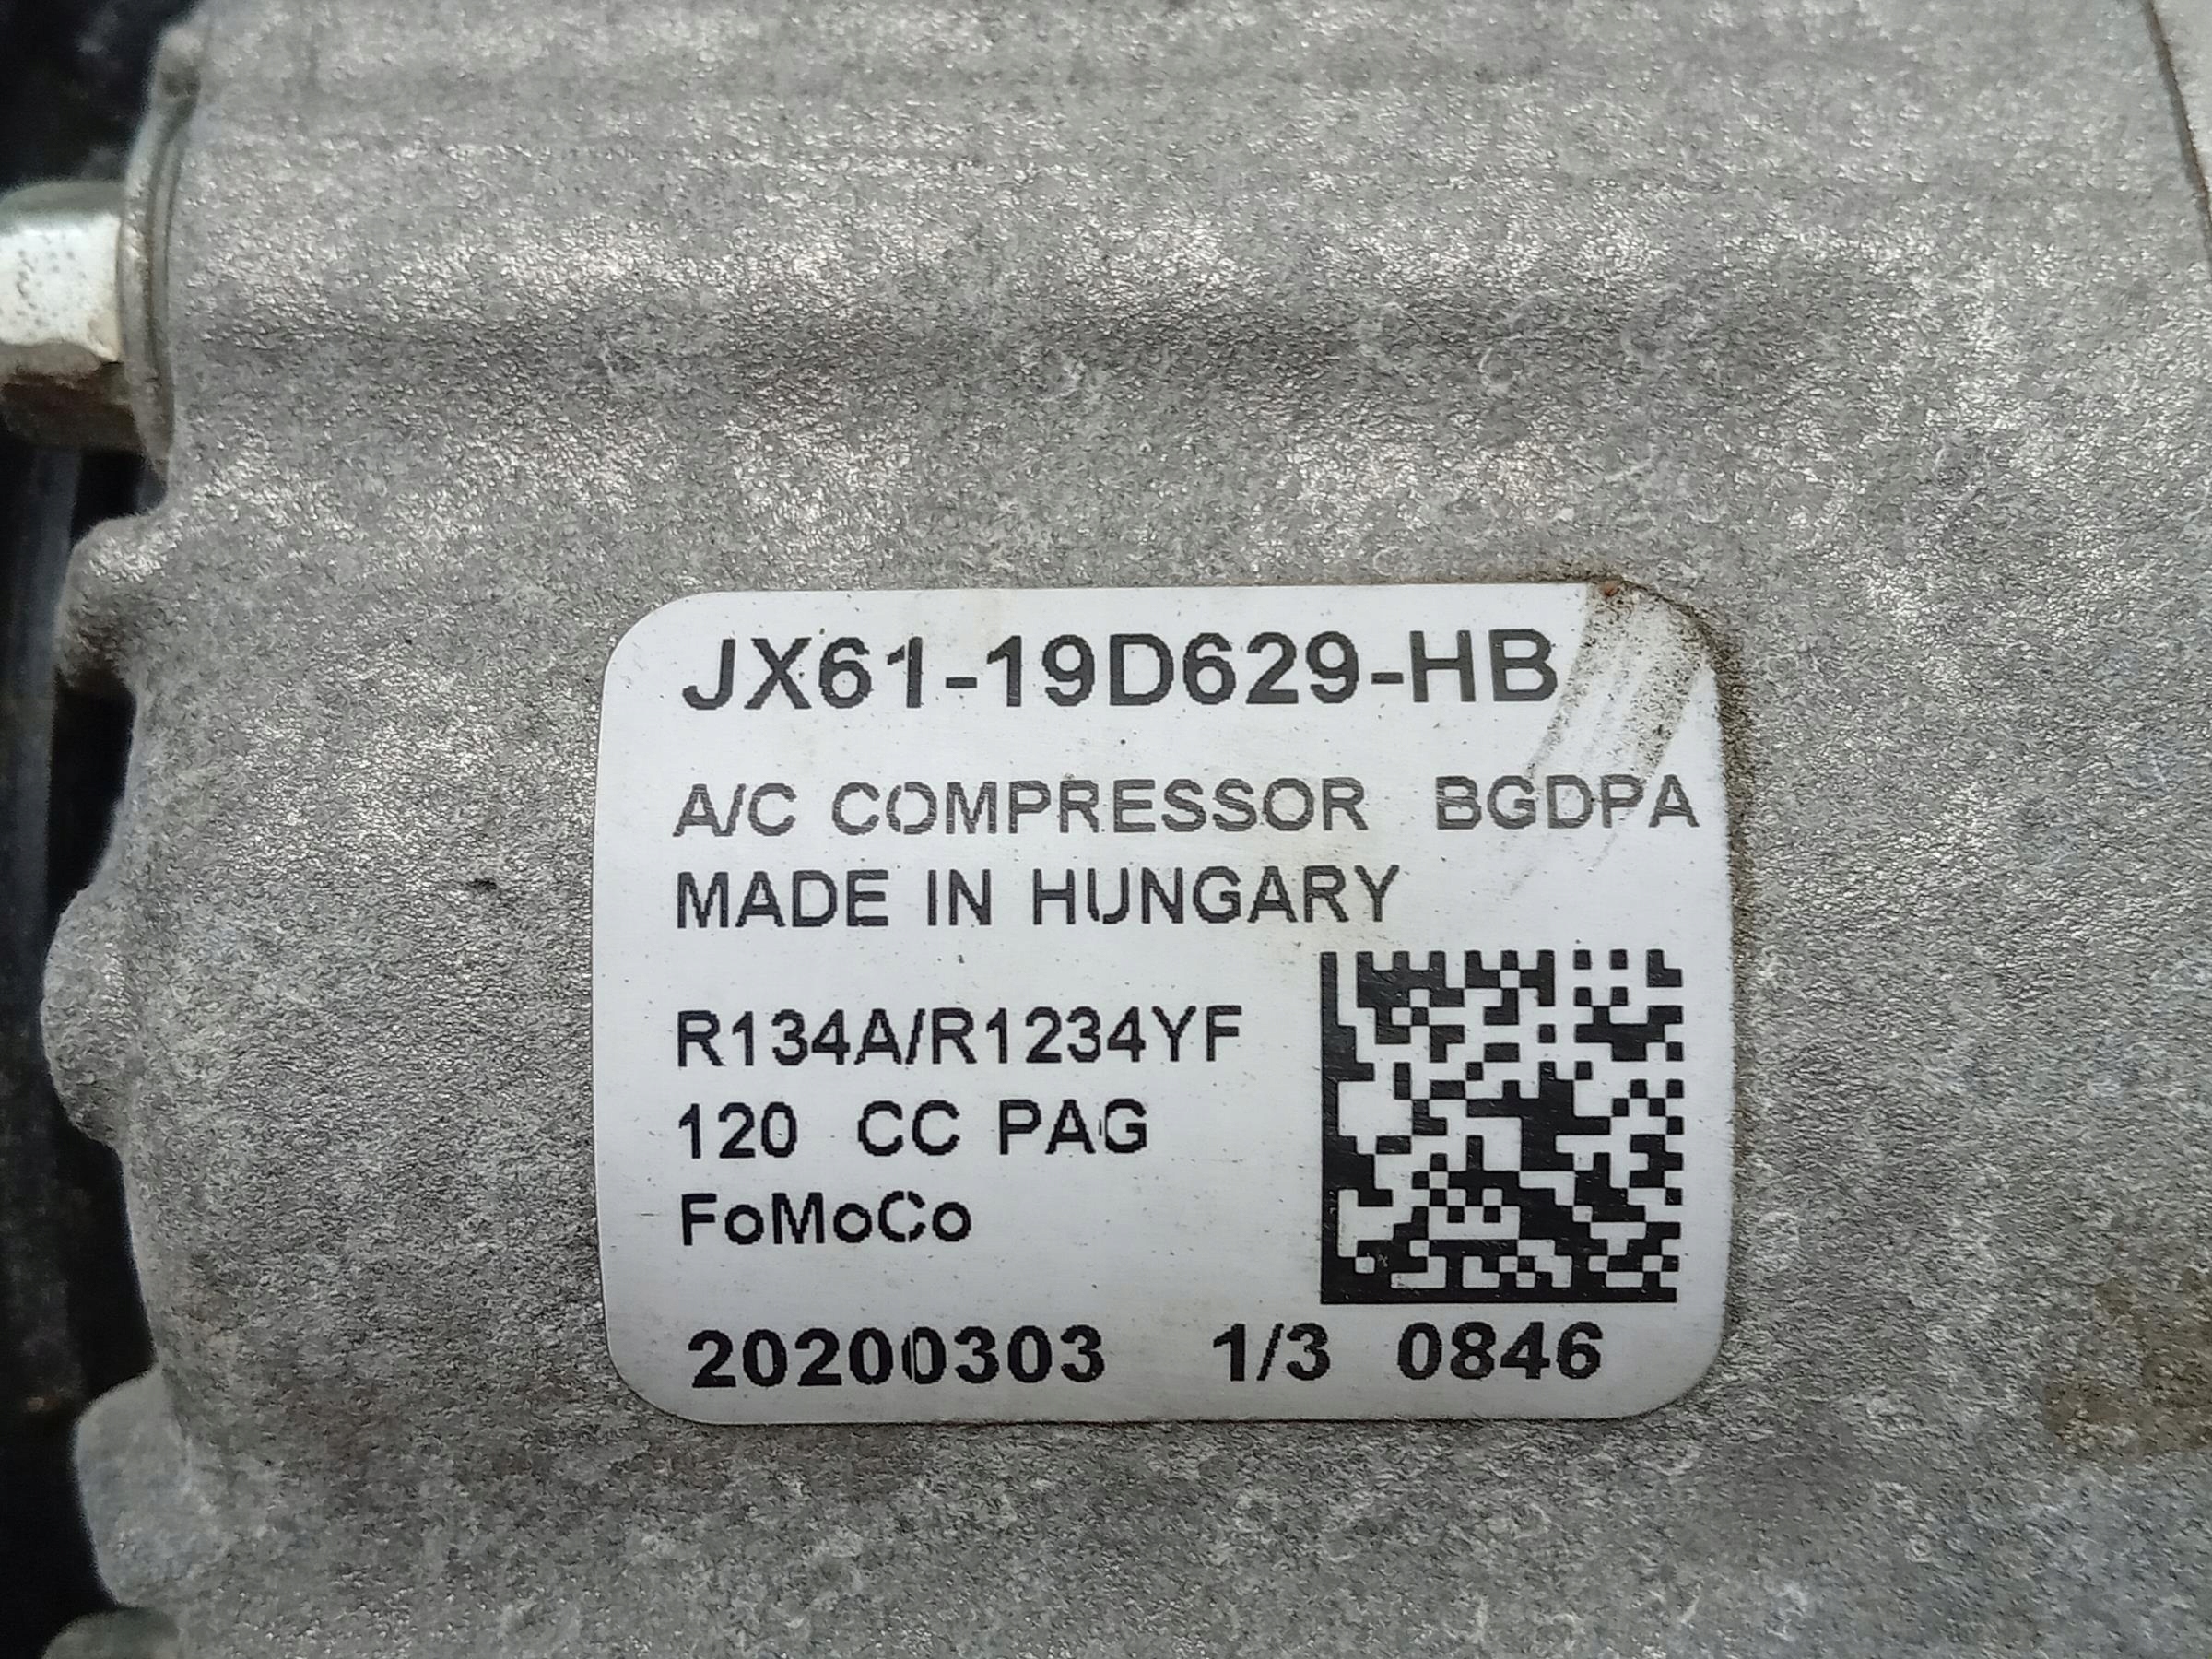 JX61-19D629-HB
A/C COMPRESSOR BGDPA
MADE IN HUNGARY
R134A/R1234YF
120 CC PAG
FoMoCo
20200303 1/3 0846